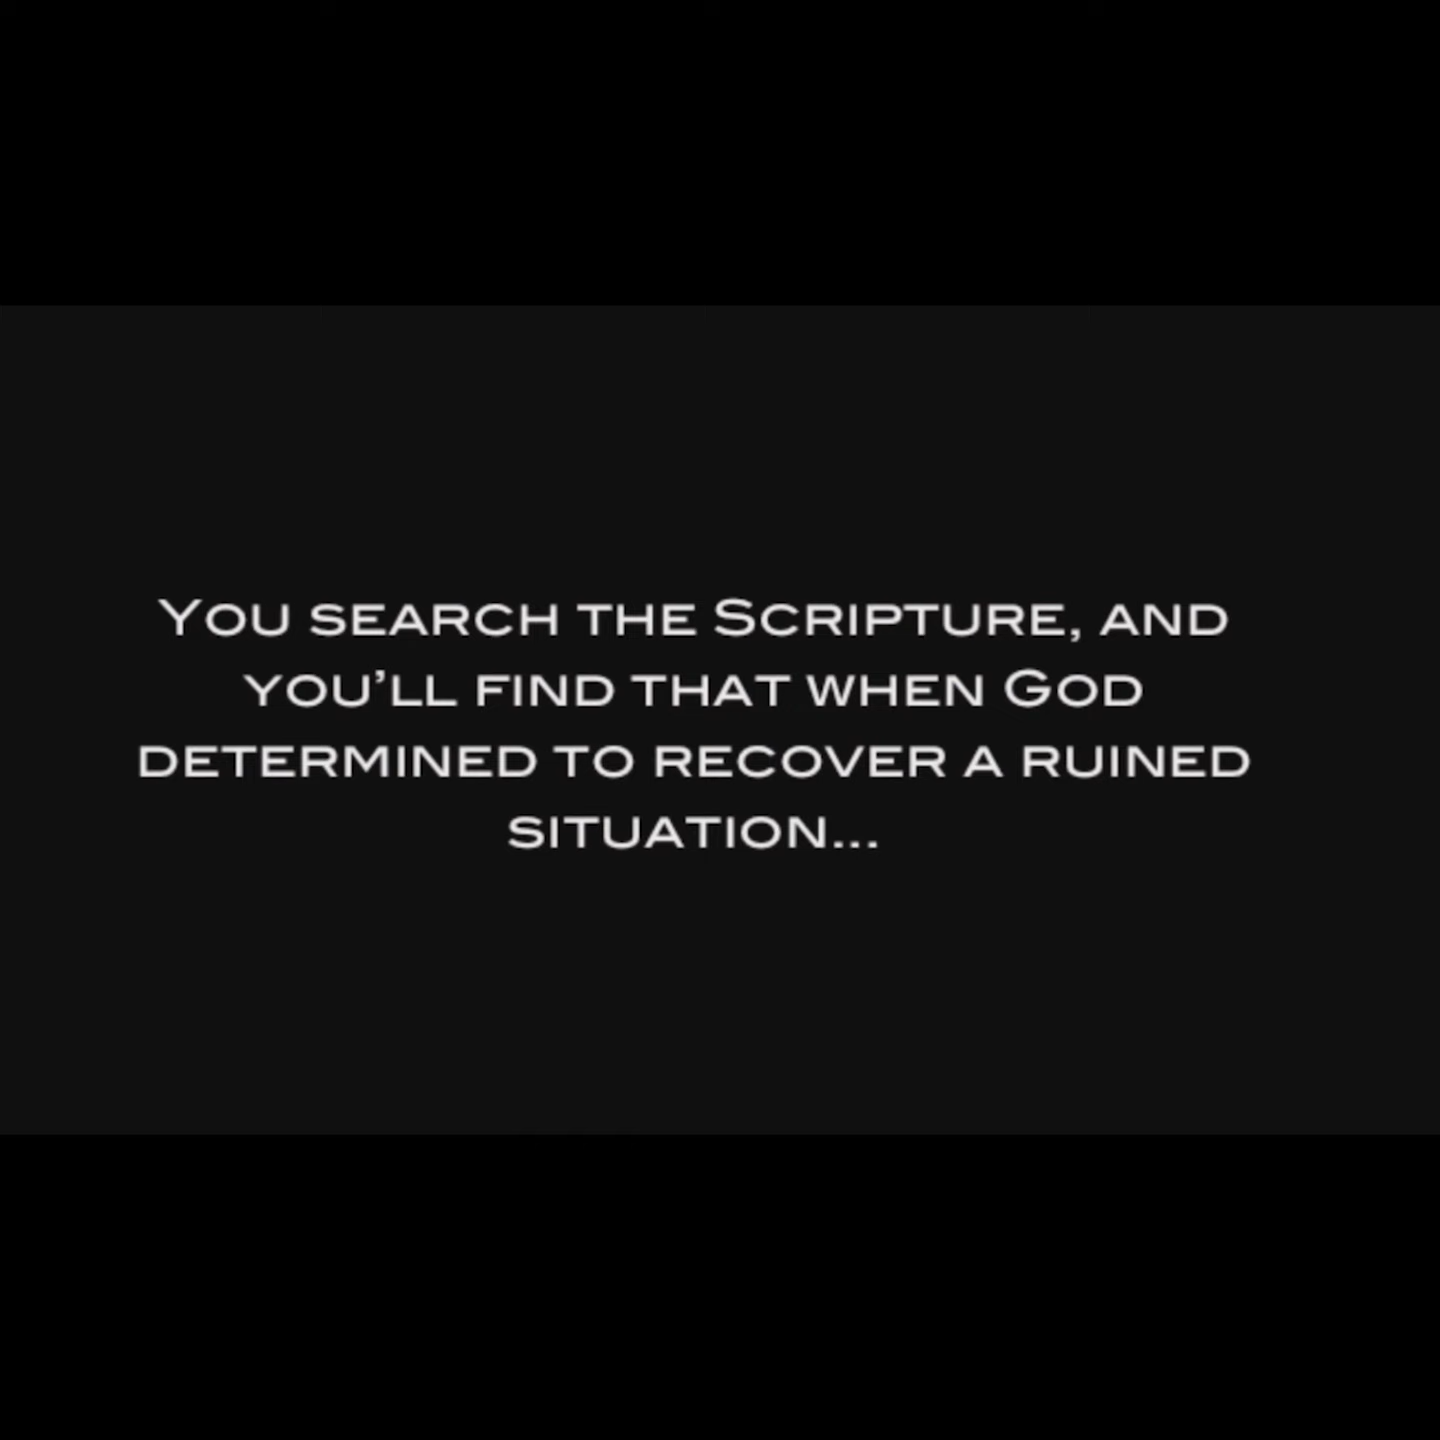 You search the Scripture, and
you'll find that when God
determined to recover a ruined
situation...